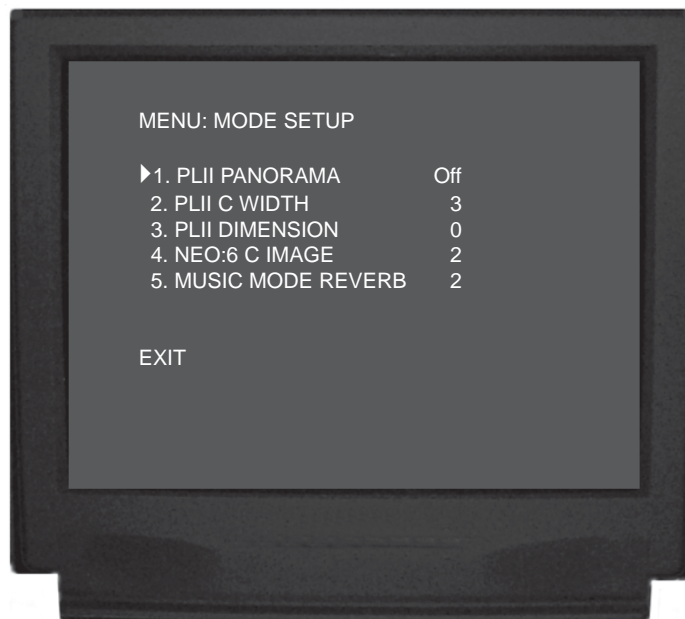 MENU: MODE SETUP
1. PLII PANORAMA Off
2. PLII C WIDTH 3
3. PLII DIMENSION 0
4. NEO:6 C IMAGE 2
5. MUSIC MODE REVERB 2
EXIT